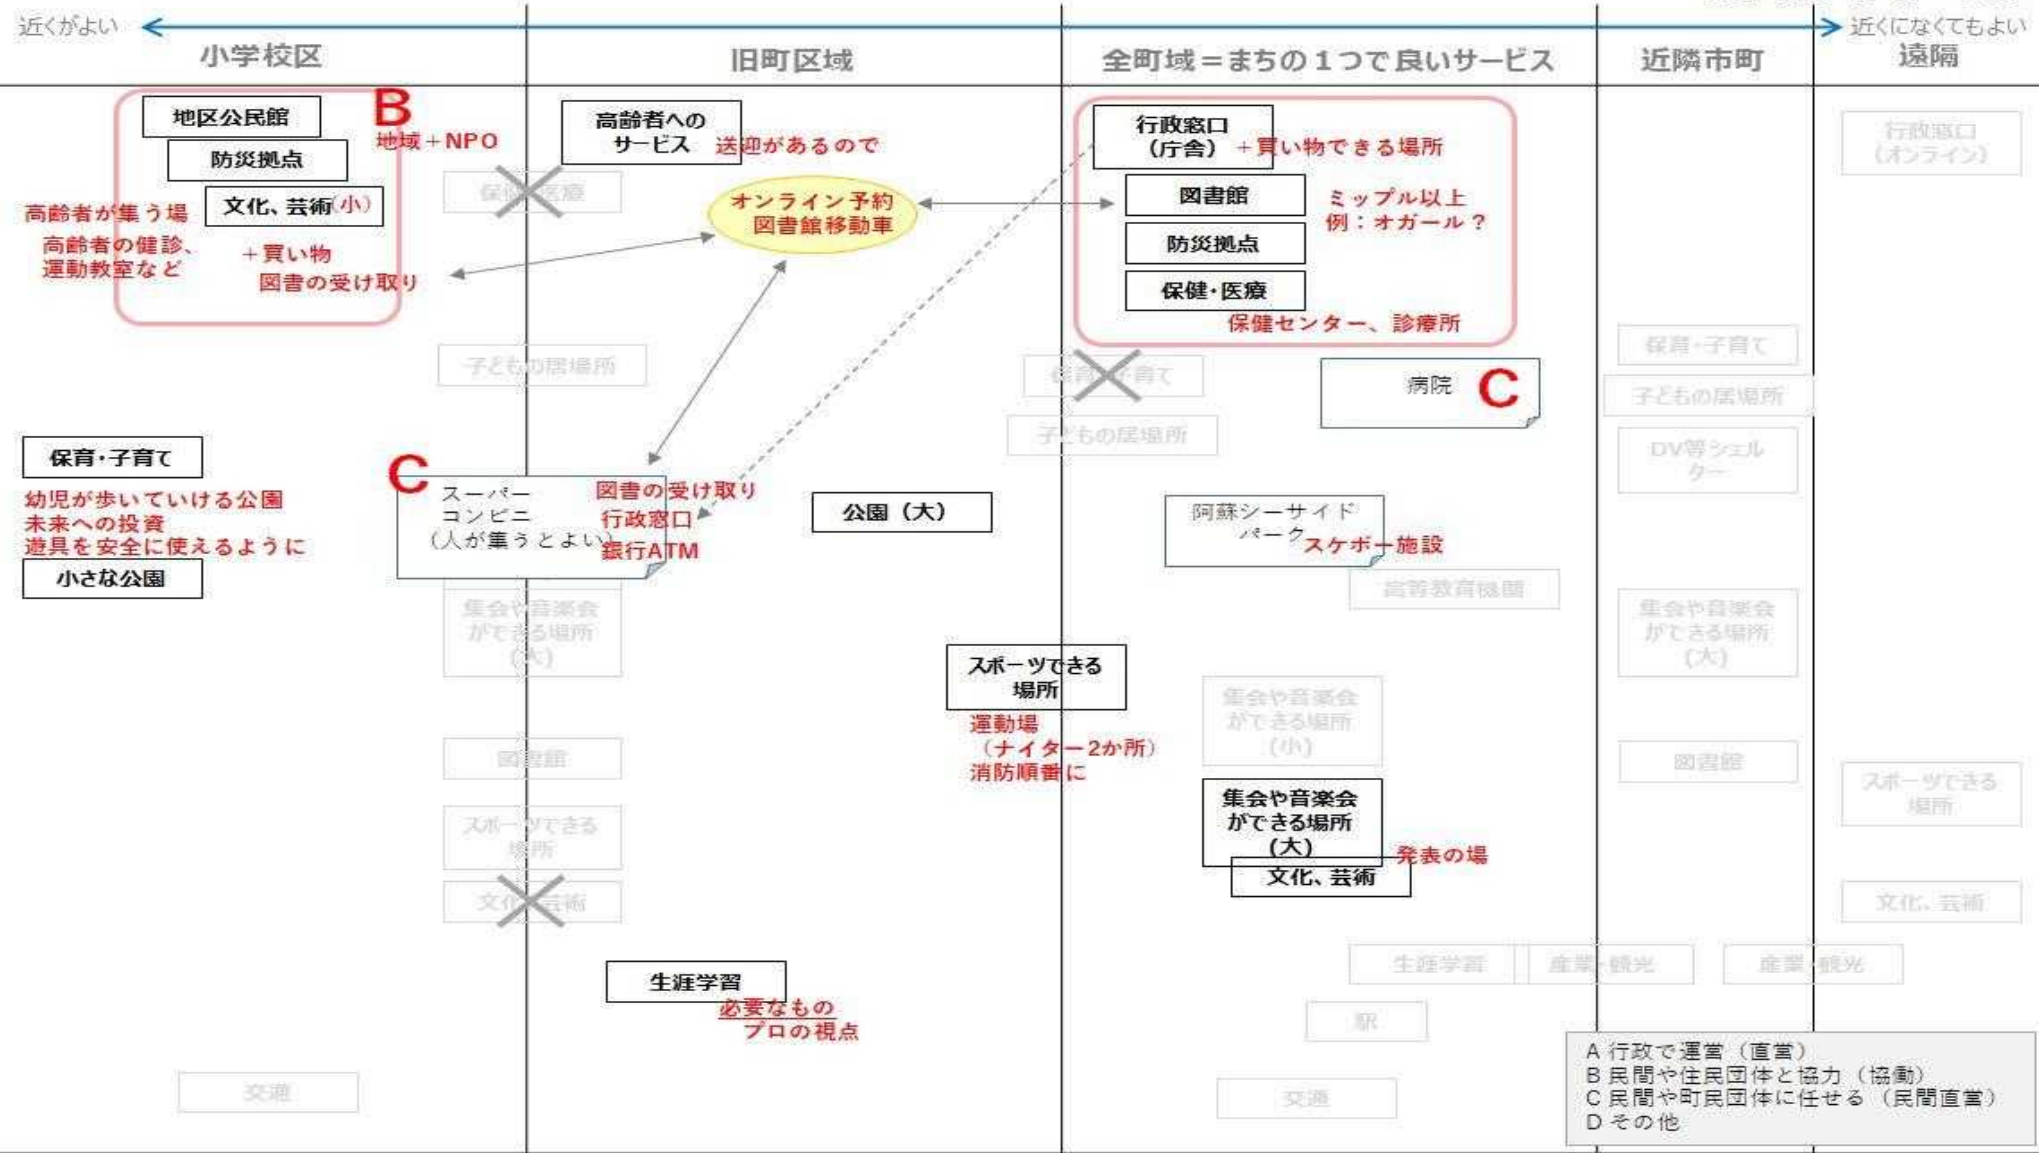 近くがよい
近くになくてもよい
小学校区
旧町区域
全町域＝まちの１つで良いサービス
近隣市町
遠隔
地区公民館
B
地域＋NPO
防災拠点
文化、芸術(小)
高齢者が集う場
高齢者の健診、
運動教室など
＋買い物
図書の受け取り
保健・医療
子どもの居場所
保育・子育て
幼児が歩いていける公園
未来への投資
遊具を安全に使えるように
小さな公園
C
スーパー
コンビニ
（人が集うとよい）
図書の受け取り
行政窓口
銀行ATM
集会や音楽会
ができる場所
(大)
図書館
スポーツできる
場所
文化、芸術
交通
高齢者への
サービス
送迎があるので
オンライン予約
図書館移動車
公園（大）
スポーツできる
場所
運動場
（ナイター2か所）
消防順番に
生涯学習
必要なもの
プロの視点
行政窓口
（庁舎）
＋買い物できる場所
図書館
ミップル以上
例：オガール？
防災拠点
保健・医療
保健センター、診療所
保育・子育て
病院
C
子どもの居場所
阿蘇シーサイド
パーク
スケボー施設
高等教育機関
集会や音楽会
ができる場所
(小)
集会や音楽会
ができる場所
(大)
発表の場
文化、芸術
生涯学習
産業・観光
駅
交通
保育・子育て
子どもの居場所
DV等シェル
ター
集会や音楽会
ができる場所
(大)
図書館
産業・観光
行政窓口
（オンライン）
スポーツできる
場所
文化、芸術
A 行政で運営（直営）
B 民間や住民団体と協力（協働）
C 民間や町民団体に任せる（民間直営）
D その他